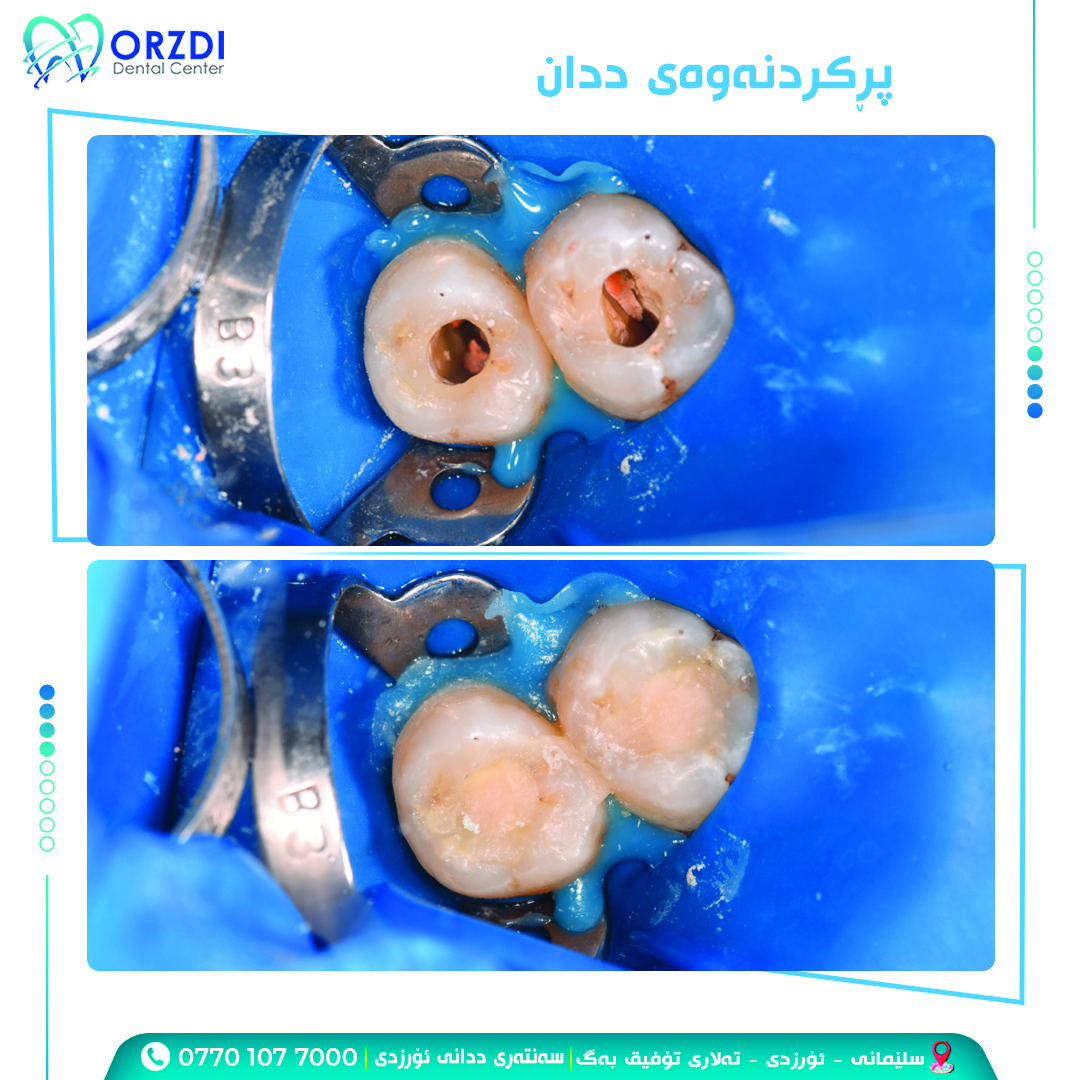 ORZDI
Dental Center
پڕکردنەوەی ددان
B3
B3
سلێمانی - ئۆرزدی - تەلاری تۆفیق بەگ | سەنتەری ددانی ئۆرزدی | 0770 107 7000